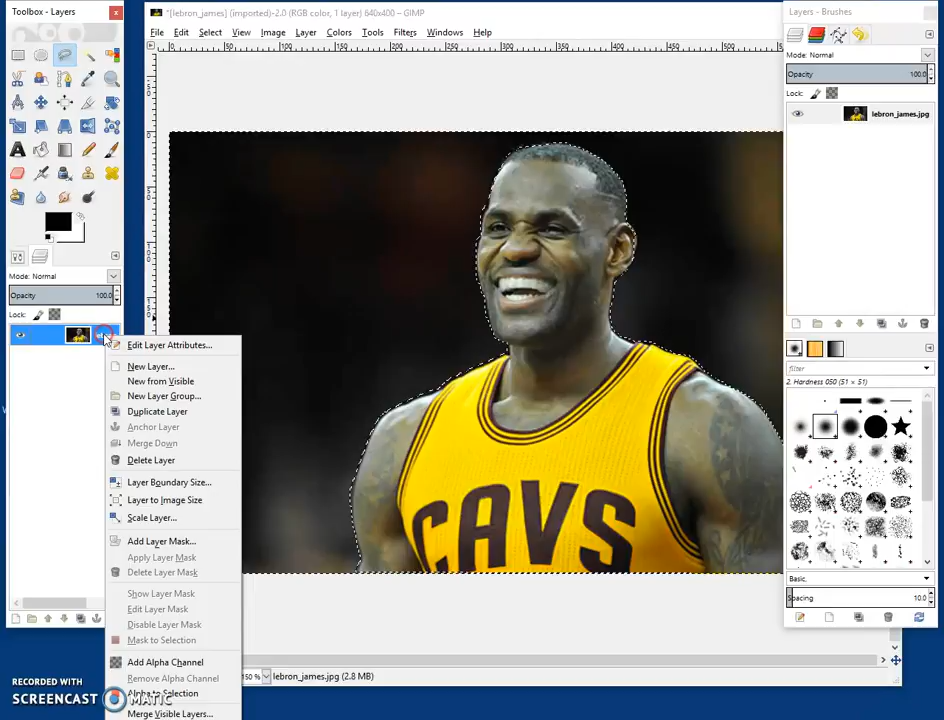 Toolbox - Layers
*[lebron_james] (imported)-2.0 (RGB color, 1 layer) 640x400 – GIMP
Layers - Brushes
File Edit Select View Image Layer Colors Tools Filters Windows Help
Mode: Normal
Opacity 100.0
Lock:
Edit Layer Attributes...
New Layer...
New from Visible
New Layer Group...
Duplicate Layer
Anchor Layer
Merge Down
Delete Layer
Layer Boundary Size...
Layer to Image Size
Scale Layer...
Add Layer Mask...
Apply Layer Mask
Delete Layer Mask
Show Layer Mask
Edit Layer Mask
Disable Layer Mask
Mask to Selection
Add Alpha Channel
Remove Alpha Channel
Alpha to Selection
Merge Visible Layers...
CAVS
150 % lebron_james.jpg (2.8 MB)
Mode: Normal
Opacity 100.0
Lock:
lebron_james.jpg
filter
2. Hardness 050 (51 × 51)
Basic,
Spacing 10.0
RECORDED WITH
SCREENCAST MATIC